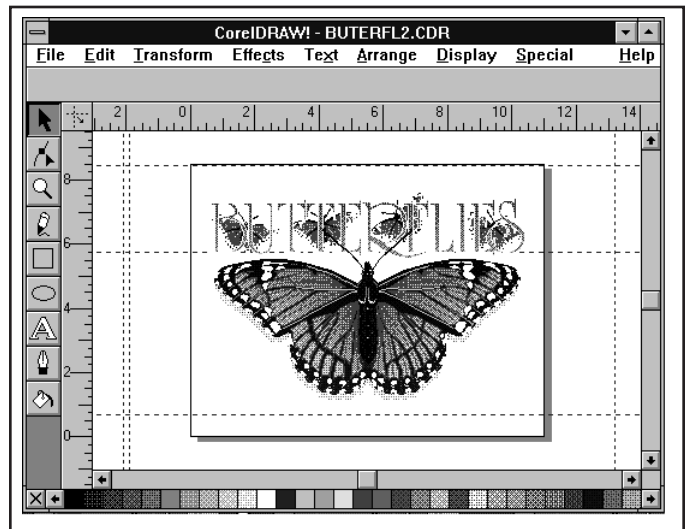 CorelDRAW! - BUTERFL2.CDR
File Edit Transform Effects Text Arrange Display Special Help
2 0 2 4 6 8 10 12 14
BUTTERFLIES
8
6
4
2
0